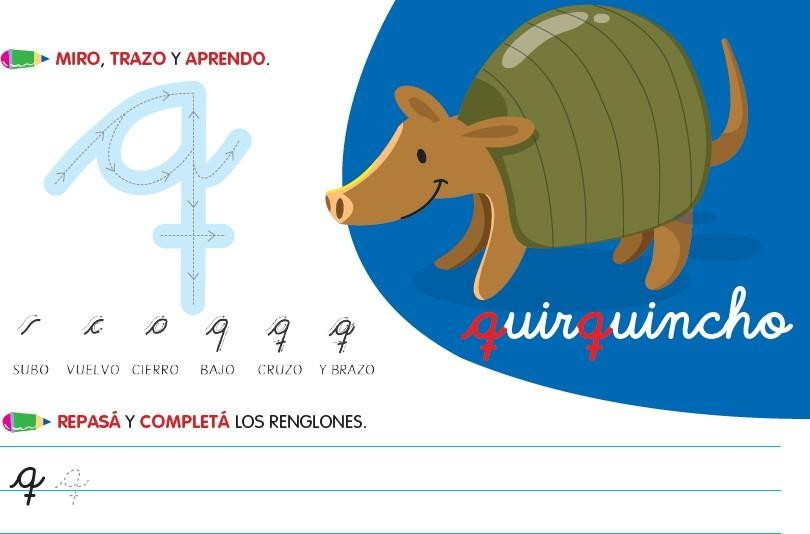 MIRO, TRAZO Y APRENDO.
q
quirquincho
SUBO VUELVO CIERRO BAJO CRUZO Y BRAZO
REPASÁ Y COMPLETÁ LOS RENGLONES.
q q